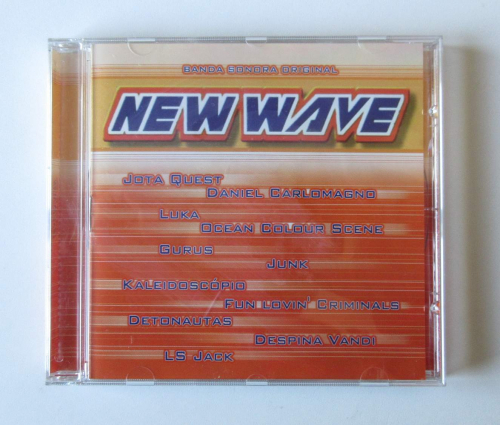 BANDA SONORA ORIGINAL
NEW WAVE
JOTA QUEST
DANIEL CARLOMAGNO
LUKA
OCEAN COLOUR SCENE
GURUS
JUNK
KALEIDOSCÓPIO
FUN LOVIN' CRIMINALS
DETONAUTAS
DESPINA VANDI
LS JACK